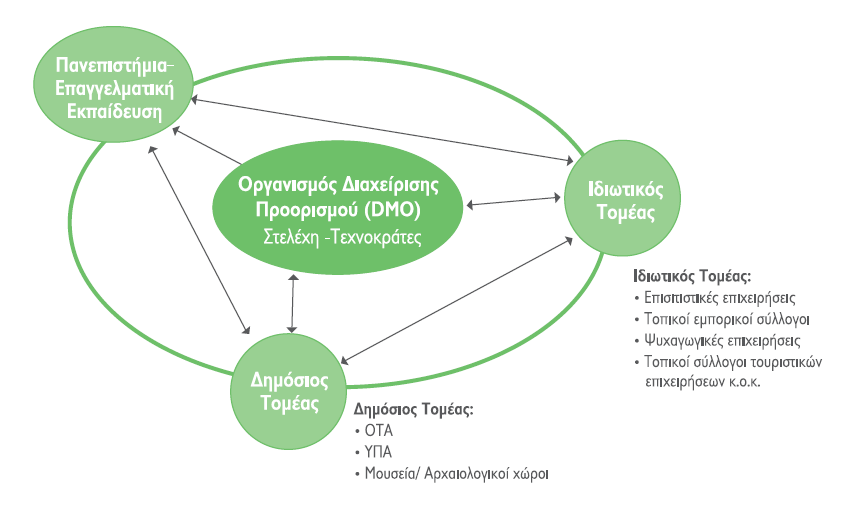 Πανεπιστήμια-
Επαγγελματική
Εκπαίδευση
Οργανισμός Διαχείρισης
Προορισμού (DMO)
Στελέχη -Τεχνοκράτες
Ιδιωτικός
Τομέας
Ιδιωτικός Τομέας:
• Επισιτιστικές επιχειρήσεις
• Τοπικοί εμπορικοί σύλλογοι
• Ψυχαγωγικές επιχειρήσεις
• Τοπικοί σύλλογοι τουριστικών
επιχειρήσεων κ.ο.κ.
Δημόσιος
Τομέας
Δημόσιος Τομέας:
• ΟΤΑ
• ΥΠΑ
• Μουσεία/ Αρχαιολογικοί χώροι